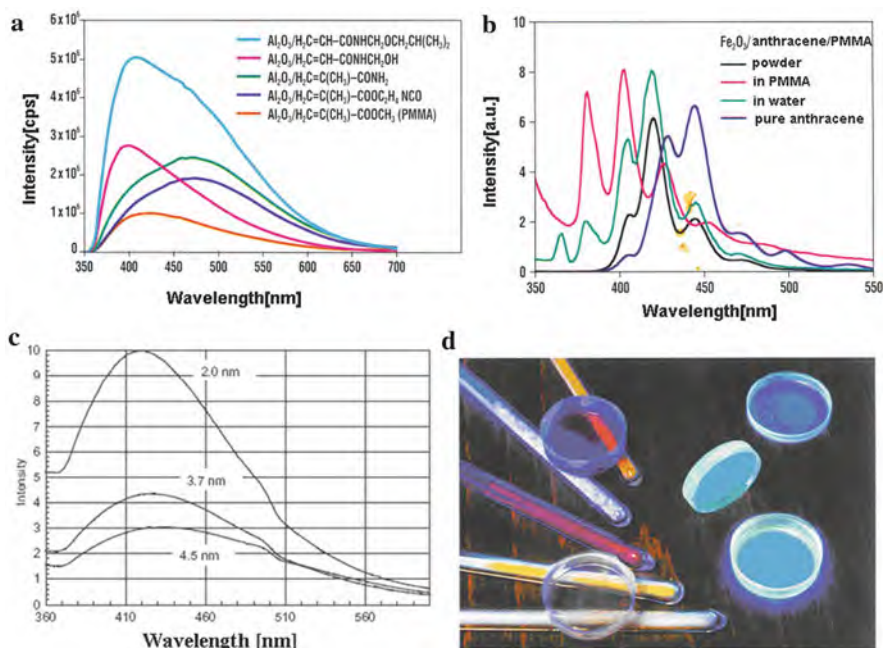 a
6x10⁶
5x10⁶
4x10⁶
3x10⁶
2x10⁶
1x10⁶
0
Intensity[cps]
Al₂O₃/H₂C=CH–CONHCH₂OCH₂CH(CH₃)₂
Al₂O₃/H₂C=CH–CONHCH₂OH
Al₂O₃/H₂C=C(CH₃)–CONH₂
Al₂O₃/H₂C=C(CH₃)–COOC₂H₄ NCO
Al₂O₃/H₂C=C(CH₃)–COOCH₃ (PMMA)
350 400 450 500 550 600 650 700
Wavelength[nm]
b
10
8
6
4
2
0
Intensity[a.u.]
Fe₂O₃/anthracene/PMMA
powder
in PMMA
in water
pure anthracene
350 400 450 500 550
Wavelength[nm]
c
10
9
8
7
6
5
4
3
2
1
0
Intensity
2.0 nm
3.7 nm
4.5 nm
360 410 460 510 560
Wavelength [nm]
d